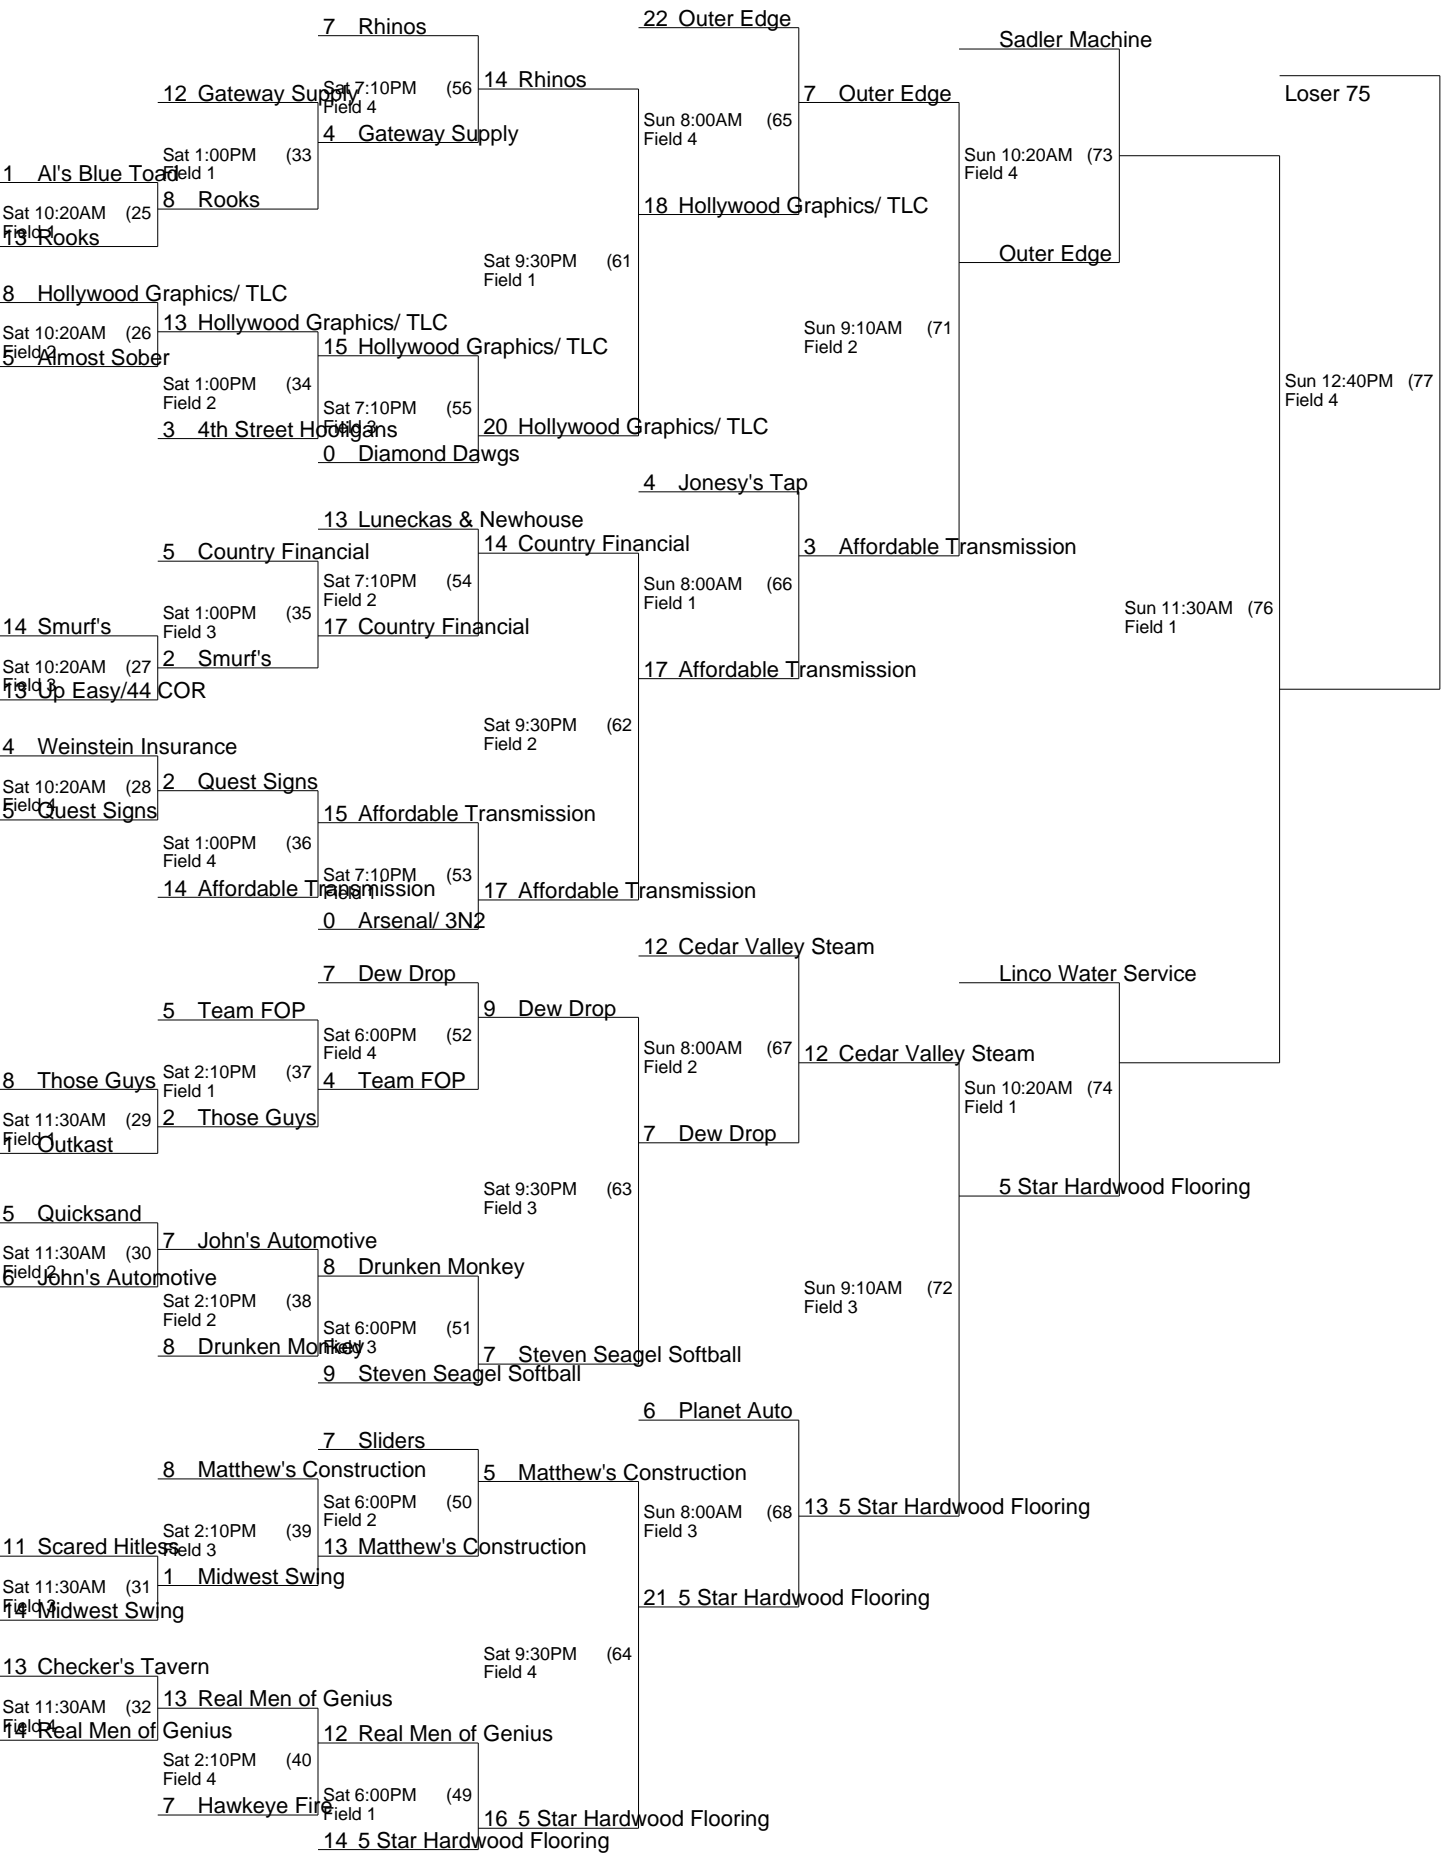 7 Rhinos
22 Outer Edge
Sadler Machine
12 Gateway Supply
Sat 7:10PM (56
Field 4
14 Rhinos
7 Outer Edge
Loser 75
4 Gateway Supply
Sun 8:00AM (65
Field 4
Sat 1:00PM (33
Field 1
Sun 10:20AM (73
Field 4
1 Al's Blue Toad
8 Rooks
18 Hollywood Graphics/ TLC
Sat 10:20AM (25
Field 1
13 Rooks
Outer Edge
Sat 9:30PM (61
Field 1
8 Hollywood Graphics/ TLC
13 Hollywood Graphics/ TLC
Sun 9:10AM (71
Field 2
Sat 10:20AM (26
Field 2
5 Almost Sober
15 Hollywood Graphics/ TLC
Sat 1:00PM (34
Field 2
Sun 12:40PM (77
Field 4
Sat 7:10PM (55
Field 3
3 4th Street Hooligans
20 Hollywood Graphics/ TLC
0 Diamond Dawgs
4 Jonesy's Tap
13 Luneckas & Newhouse
5 Country Financial
14 Country Financial
3 Affordable Transmission
Sat 7:10PM (54
Field 2
Sun 8:00AM (66
Field 1
Sat 1:00PM (35
Field 3
Sun 11:30AM (76
Field 1
14 Smurf's
17 Country Financial
2 Smurf's
Sat 10:20AM (27
Field 3
13 Up Easy/44 COR
17 Affordable Transmission
Sat 9:30PM (62
Field 2
4 Weinstein Insurance
2 Quest Signs
Sat 10:20AM (28
Field 4
5 Quest Signs
15 Affordable Transmission
Sat 1:00PM (36
Field 4
Sat 7:10PM (53
Field 1
14 Affordable Transmission
17 Affordable Transmission
0 Arsenal/ 3N2
12 Cedar Valley Steam
7 Dew Drop
Linco Water Service
5 Team FOP
9 Dew Drop
Sat 6:00PM (52
Field 4
Sun 8:00AM (67
Field 2
12 Cedar Valley Steam
8 Those Guys
Sat 2:10PM (37
Field 1
4 Team FOP
Sun 10:20AM (74
Field 1
Sat 11:30AM (29
Field 1
1 Outkast
2 Those Guys
7 Dew Drop
Sat 9:30PM (63
Field 3
5 Star Hardwood Flooring
5 Quicksand
7 John's Automotive
Sat 11:30AM (30
Field 2
6 John's Automotive
8 Drunken Monkey
Sun 9:10AM (72
Field 3
Sat 2:10PM (38
Field 2
Sat 6:00PM (51
Field 3
8 Drunken Monkey
7 Steven Seagel Softball
9 Steven Seagel Softball
6 Planet Auto
7 Sliders
8 Matthew's Construction
5 Matthew's Construction
Sat 6:00PM (50
Field 2
Sun 8:00AM (68
Field 3
13 5 Star Hardwood Flooring
Sat 2:10PM (39
Field 3
11 Scared Hitless
13 Matthew's Construction
1 Midwest Swing
Sat 11:30AM (31
Field 3
14 Midwest Swing
21 5 Star Hardwood Flooring
Sat 9:30PM (64
Field 4
13 Checker's Tavern
13 Real Men of Genius
Sat 11:30AM (32
Field 4
14 Real Men of Genius
12 Real Men of Genius
Sat 2:10PM (40
Field 4
Sat 6:00PM (49
Field 1
7 Hawkeye Fire
16 5 Star Hardwood Flooring
14 5 Star Hardwood Flooring